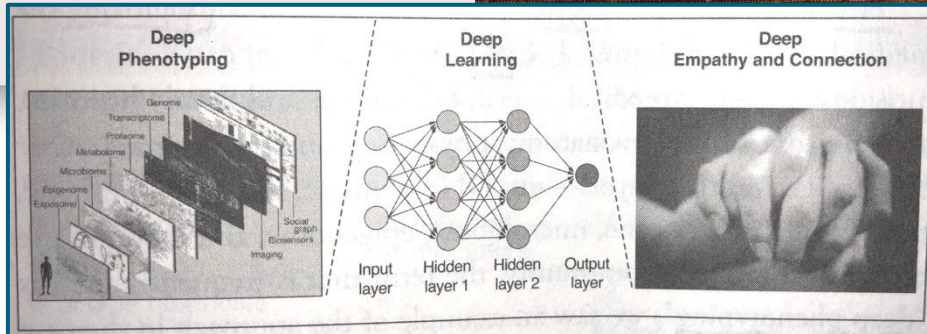 Deep
Phenotyping
Genome
Transcriptome
Proteome
Metabolome
Microbiome
Epigenome
Exposome
Social
graph
Biosensors
Imaging
Deep
Learning
Input
layer
Hidden
layer 1
Hidden
layer 2
Output
layer
Deep
Empathy and Connection